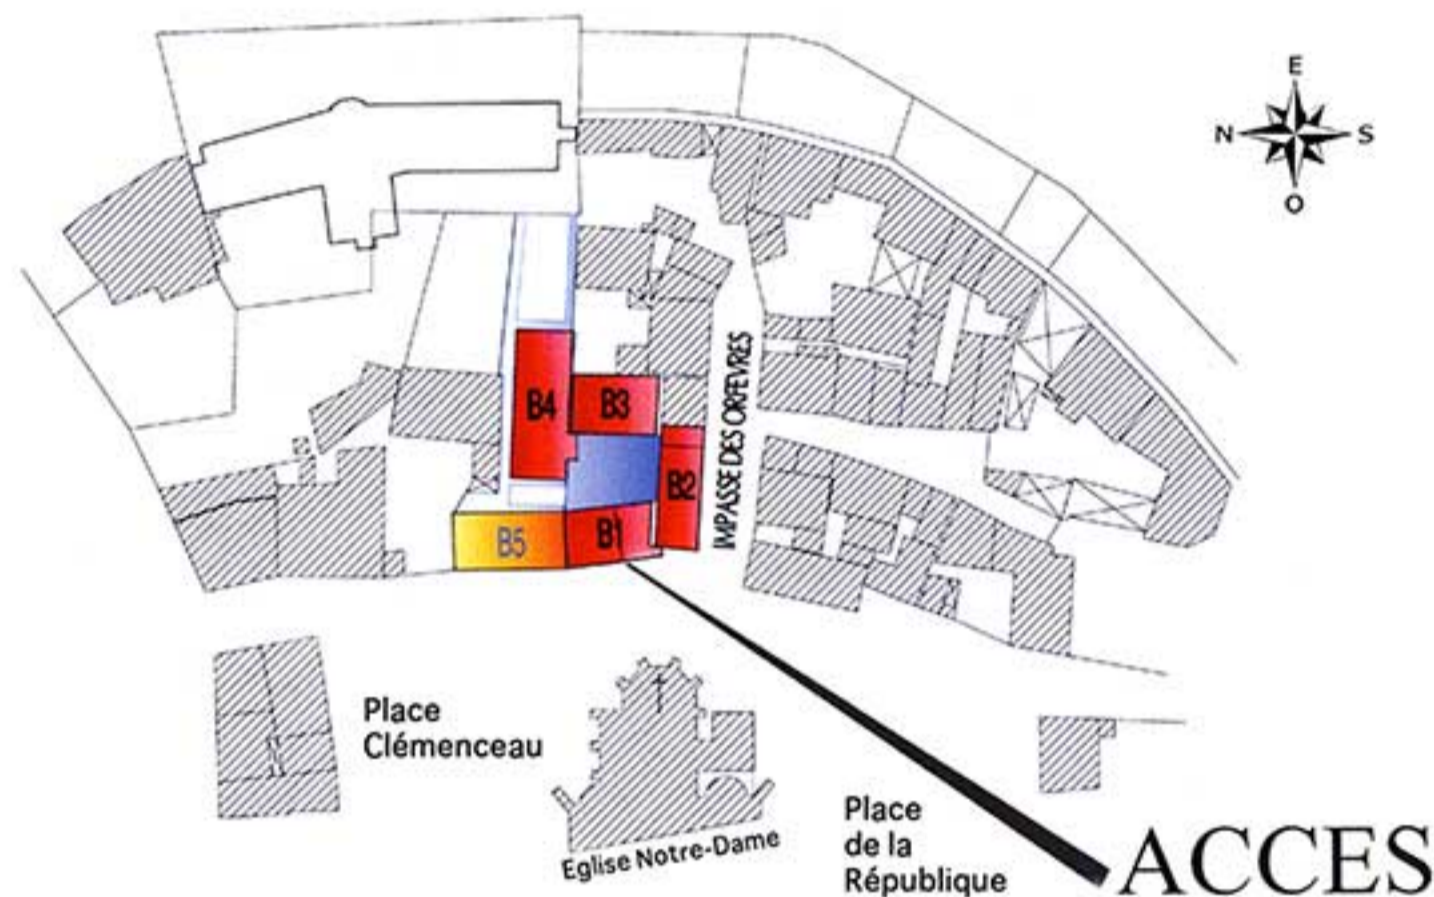 E
N
S
O
IMPASSE DES ORFEVRES
B4
B3
B2
B1
B5
Place
Clémenceau
Eglise Notre-Dame
Place
de la
République
ACCES